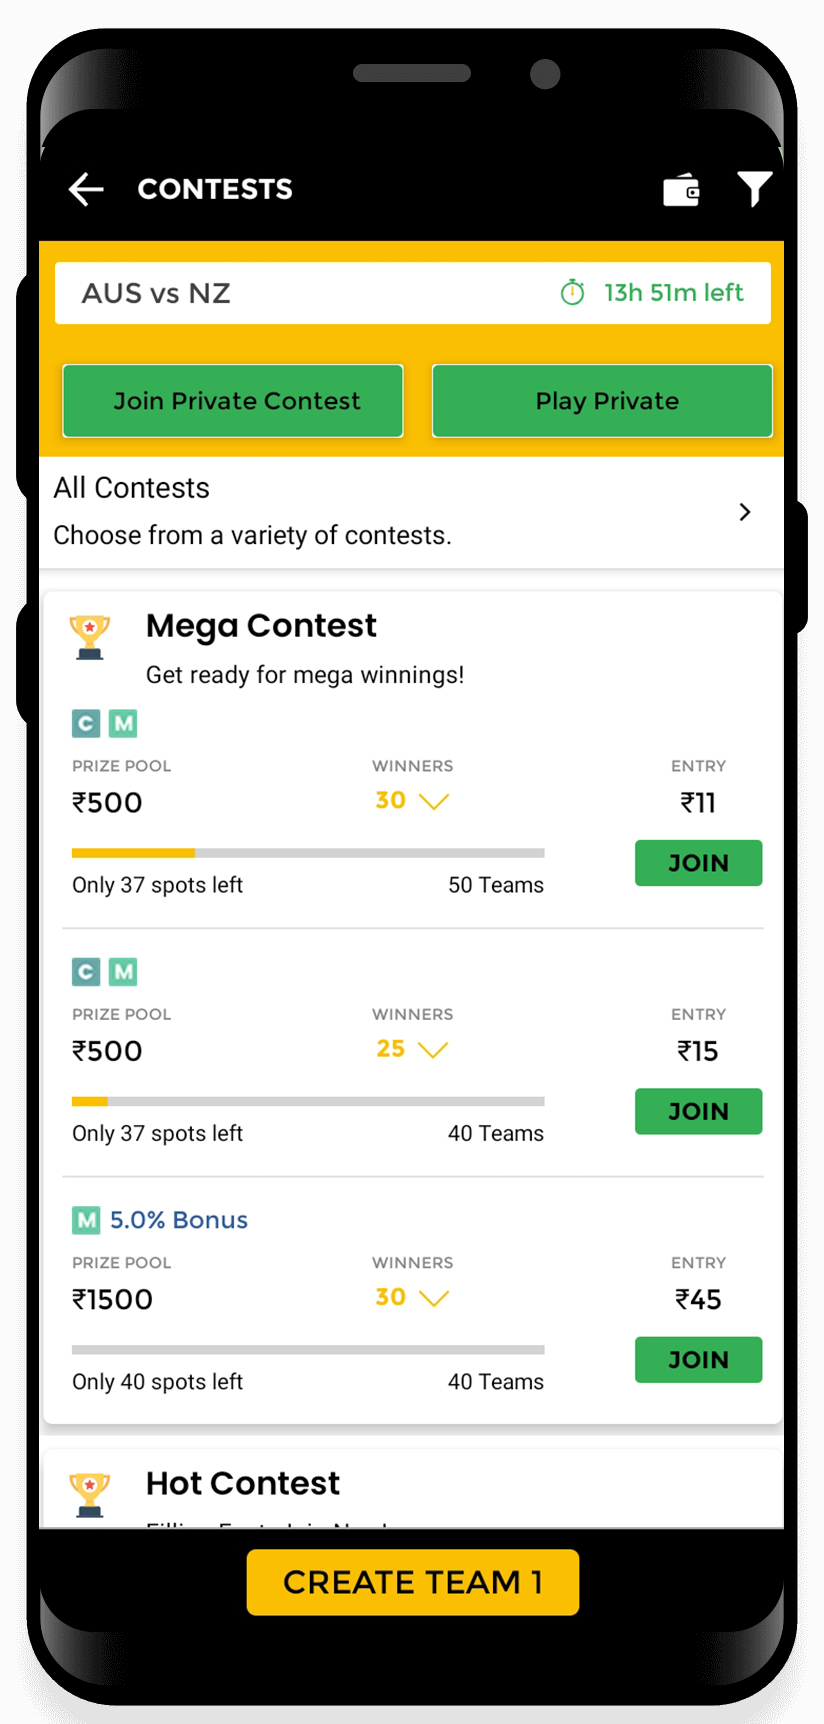 CONTESTS
AUS vs NZ 13h 51m left
Join Private Contest Play Private
All Contests
Choose from a variety of contests.
Mega Contest
Get ready for mega winnings!
C M
PRIZE POOL WINNERS ENTRY
₹500 30 ₹11
JOIN
Only 37 spots left 50 Teams
C M
PRIZE POOL WINNERS ENTRY
₹500 25 ₹15
JOIN
Only 37 spots left 40 Teams
M 5.0% Bonus
PRIZE POOL WINNERS ENTRY
₹1500 30 ₹45
JOIN
Only 40 spots left 40 Teams
Hot Contest
CREATE TEAM 1